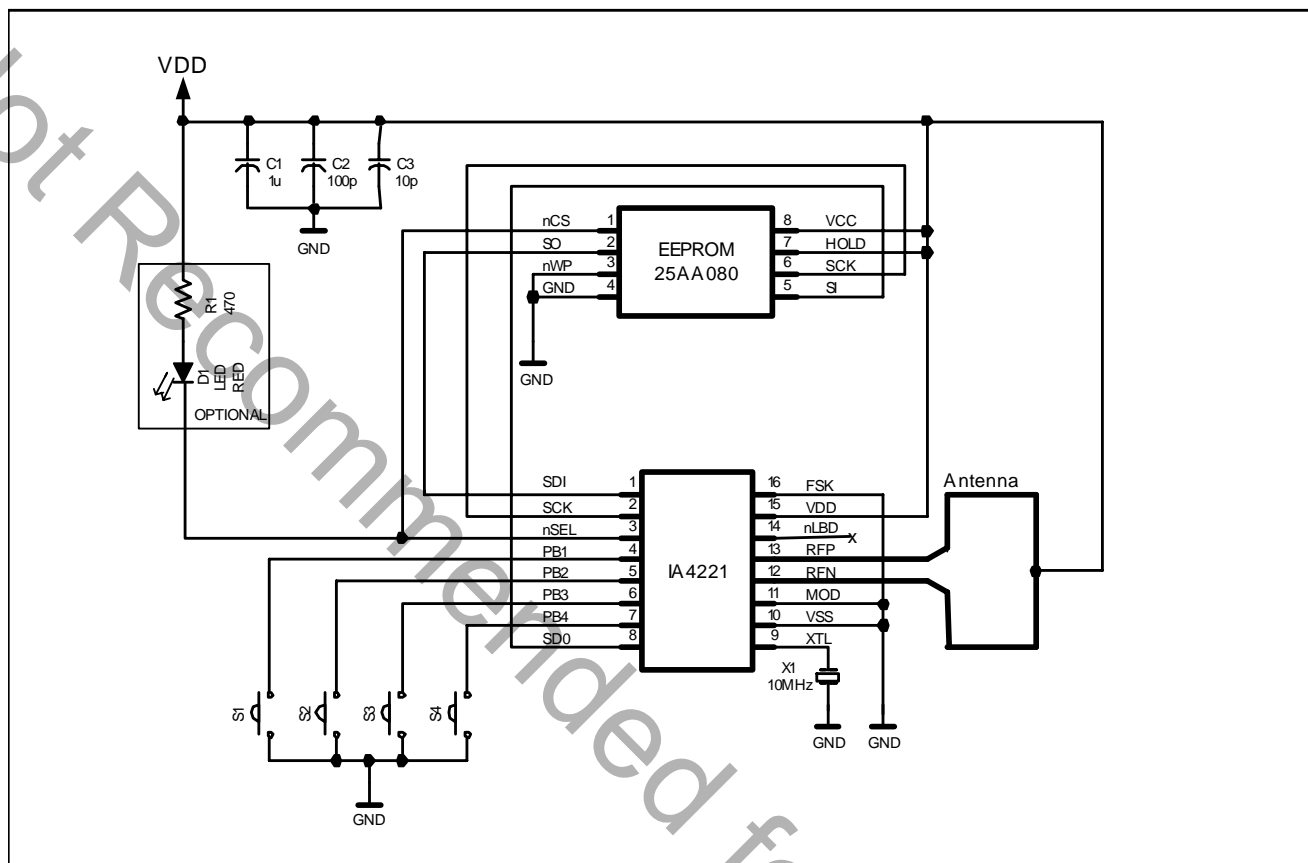 VDD
C1
1u
C2
100p
C3
10p
GND
R1
470
D1
LED
RED
OPTIONAL
nCS
SO
nWP
GND
1
2
3
4
EEPROM
25AA080
8
7
6
5
VCC
HOLD
SCK
SI
GND
SDI
SCK
nSEL
PB1
PB2
PB3
PB4
SD0
1
2
3
4
5
6
7
8
IA4221
16
15
14
13
12
11
10
9
FSK
VDD
nLBD
x
RFP
RFN
MOD
VSS
XTL
Antenna
X1
10MHz
GND
GND
S1
S2
S3
S4
GND
ot Recommended fo